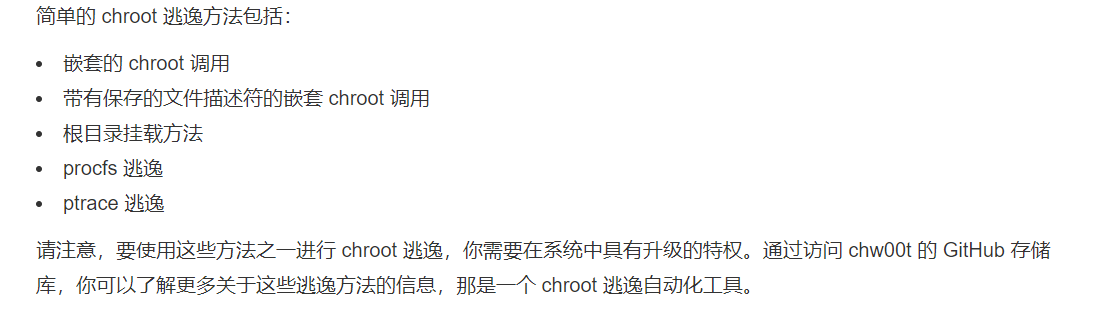 简单的 chroot 逃逸方法包括：
• 嵌套的 chroot 调用
• 带有保存的文件描述符的嵌套 chroot 调用
• 根目录挂载方法
• procfs 逃逸
• ptrace 逃逸
请注意，要使用这些方法之一进行 chroot 逃逸，你需要在系统中具有升级的特权。通过访问 chw00t 的 GitHub 存储
库，你可以了解更多关于这些逃逸方法的信息，那是一个 chroot 逃逸自动化工具。